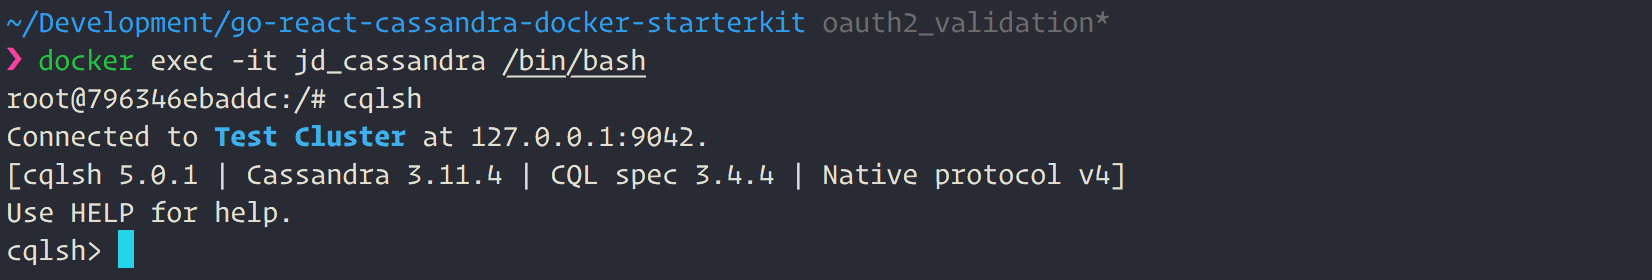 ~/Development/go-react-cassandra-docker-starterkit oauth2_validation*
❯ docker exec -it jd_cassandra /bin/bash
root@796346ebaddc:/# cqlsh
Connected to Test Cluster at 127.0.0.1:9042.
[cqlsh 5.0.1 | Cassandra 3.11.4 | CQL spec 3.4.4 | Native protocol v4]
Use HELP for help.
cqlsh>